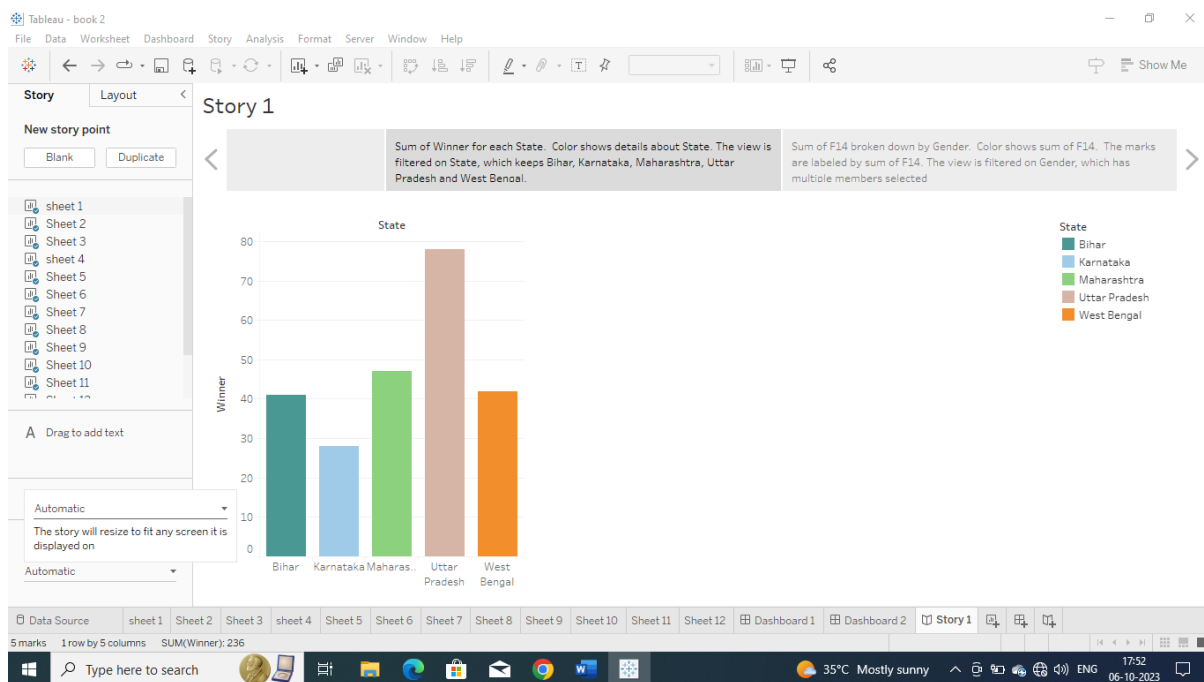 Tableau - book 2
File Data Worksheet Dashboard Story Analysis Format Server Window Help
Show Me
Story Layout
New story point
Blank Duplicate
sheet 1
Sheet 2
Sheet 3
sheet 4
Sheet 5
Sheet 6
Sheet 7
Sheet 8
Sheet 9
Sheet 10
Sheet 11
A Drag to add text
Automatic
The story will resize to fit any screen it is
displayed on
Automatic
Story 1
Sum of Winner for each State. Color shows details about State. The view is
filtered on State, which keeps Bihar, Karnataka, Maharashtra, Uttar
Pradesh and West Bengal.
Sum of F14 broken down by Gender. Color shows sum of F14. The marks
are labeled by sum of F14. The view is filtered on Gender, which has
multiple members selected
State
80
70
60
50
40
30
20
10
0
Winner
Bihar Karnataka Maharas.. Uttar
Pradesh
West
Bengal
State
Bihar
Karnataka
Maharashtra
Uttar Pradesh
West Bengal
Data Source sheet 1 Sheet 2 Sheet 3 sheet 4 Sheet 5 Sheet 6 Sheet 7 Sheet 8 Sheet 9 Sheet 10 Sheet 11 Sheet 12 Dashboard 1 Dashboard 2 Story 1
5 marks 1 row by 5 columns SUM(Winner): 236
Type here to search
35°C Mostly sunny ENG
17:52
06-10-2023